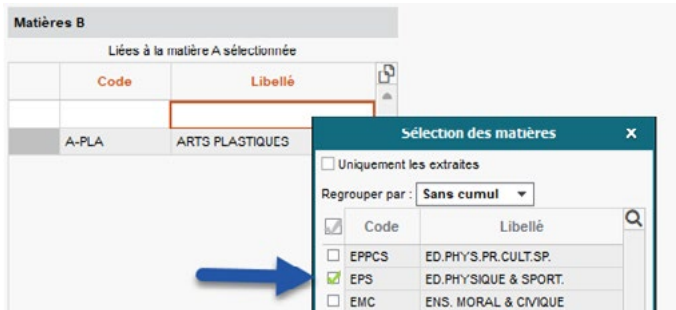 Matières B
Liées à la matière A sélectionnée
Code Libellé
A-PLA ARTS PLASTIQUES
Sélection des matières x
Uniquement les extraites
Regrouper par : Sans cumul
Code Libellé
EPPCS ED.PHYS.PR.CULT.SP.
EPS ED.PHYSIQUE & SPORT.
EMC ENS. MORAL & CIVIQUE